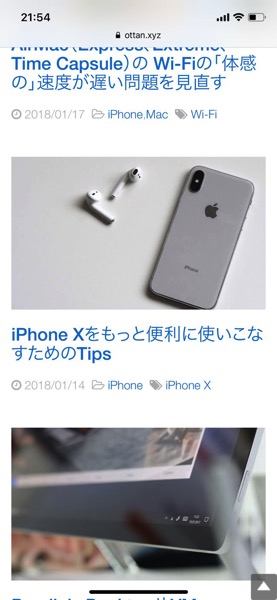 21:54
ottan.xyz
AirMac（Express、Extreme、
Time Capsule）の Wi-Fiの「体感
の」速度が遅い問題を見直す
2018/01/17 iPhone,Mac Wi-Fi
iPhone
iPhone Xをもっと便利に使いこな
すためのTips
2018/01/14 iPhone iPhone X